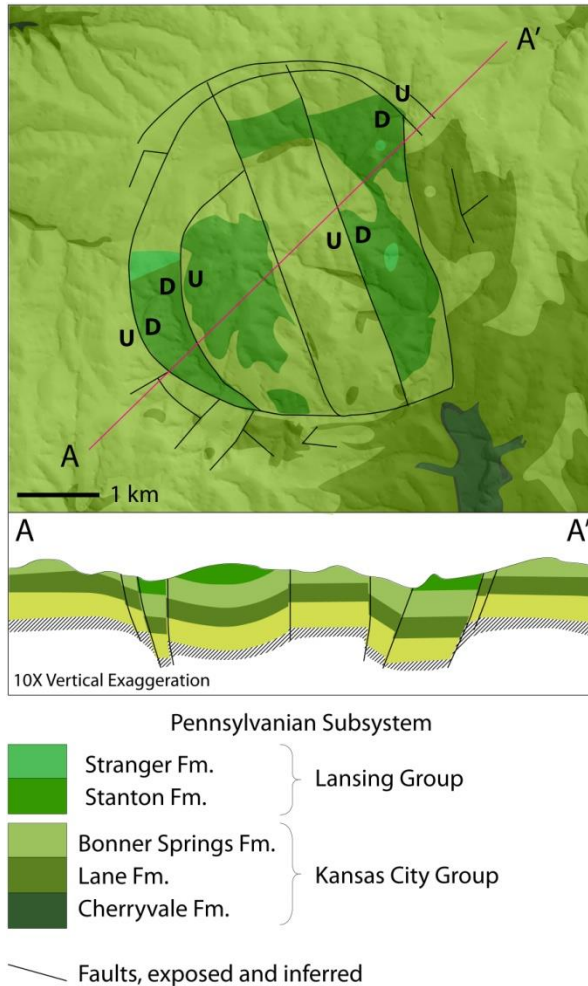 A'
U
D
U D
D U
D
U
A
1 km
A A'
10X Vertical Exaggeration
Pennsylvanian Subsystem
Stranger Fm.
Stanton Fm.
Lansing Group
Bonner Springs Fm.
Lane Fm.
Cherryvale Fm.
Kansas City Group
Faults, exposed and inferred